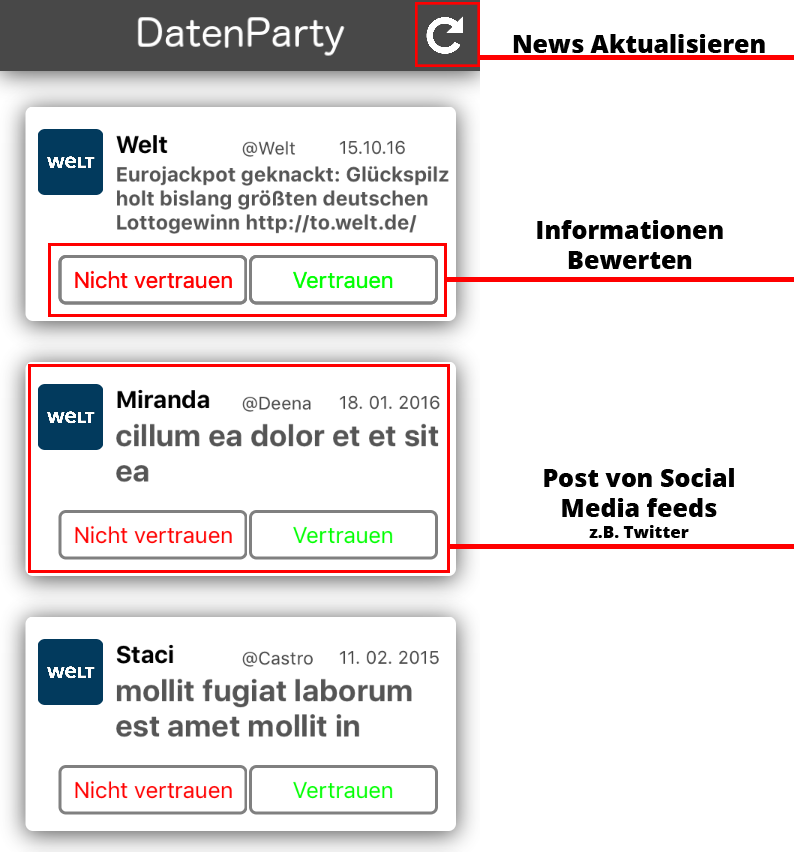 DatenParty
News Aktualisieren
WELT
Welt @Welt 15.10.16
Eurojackpot geknackt: Glückspilz
holt bislang größten deutschen
Lottogewinn http://to.welt.de/
Nicht vertrauen Vertrauen
Informationen
Bewerten
WELT
Miranda @Deena 18. 01. 2016
cillum ea dolor et et sit
ea
Nicht vertrauen Vertrauen
Post von Social
Media feeds
z.B. Twitter
WELT
Staci @Castro 11. 02. 2015
mollit fugiat laborum
est amet mollit in
Nicht vertrauen Vertrauen